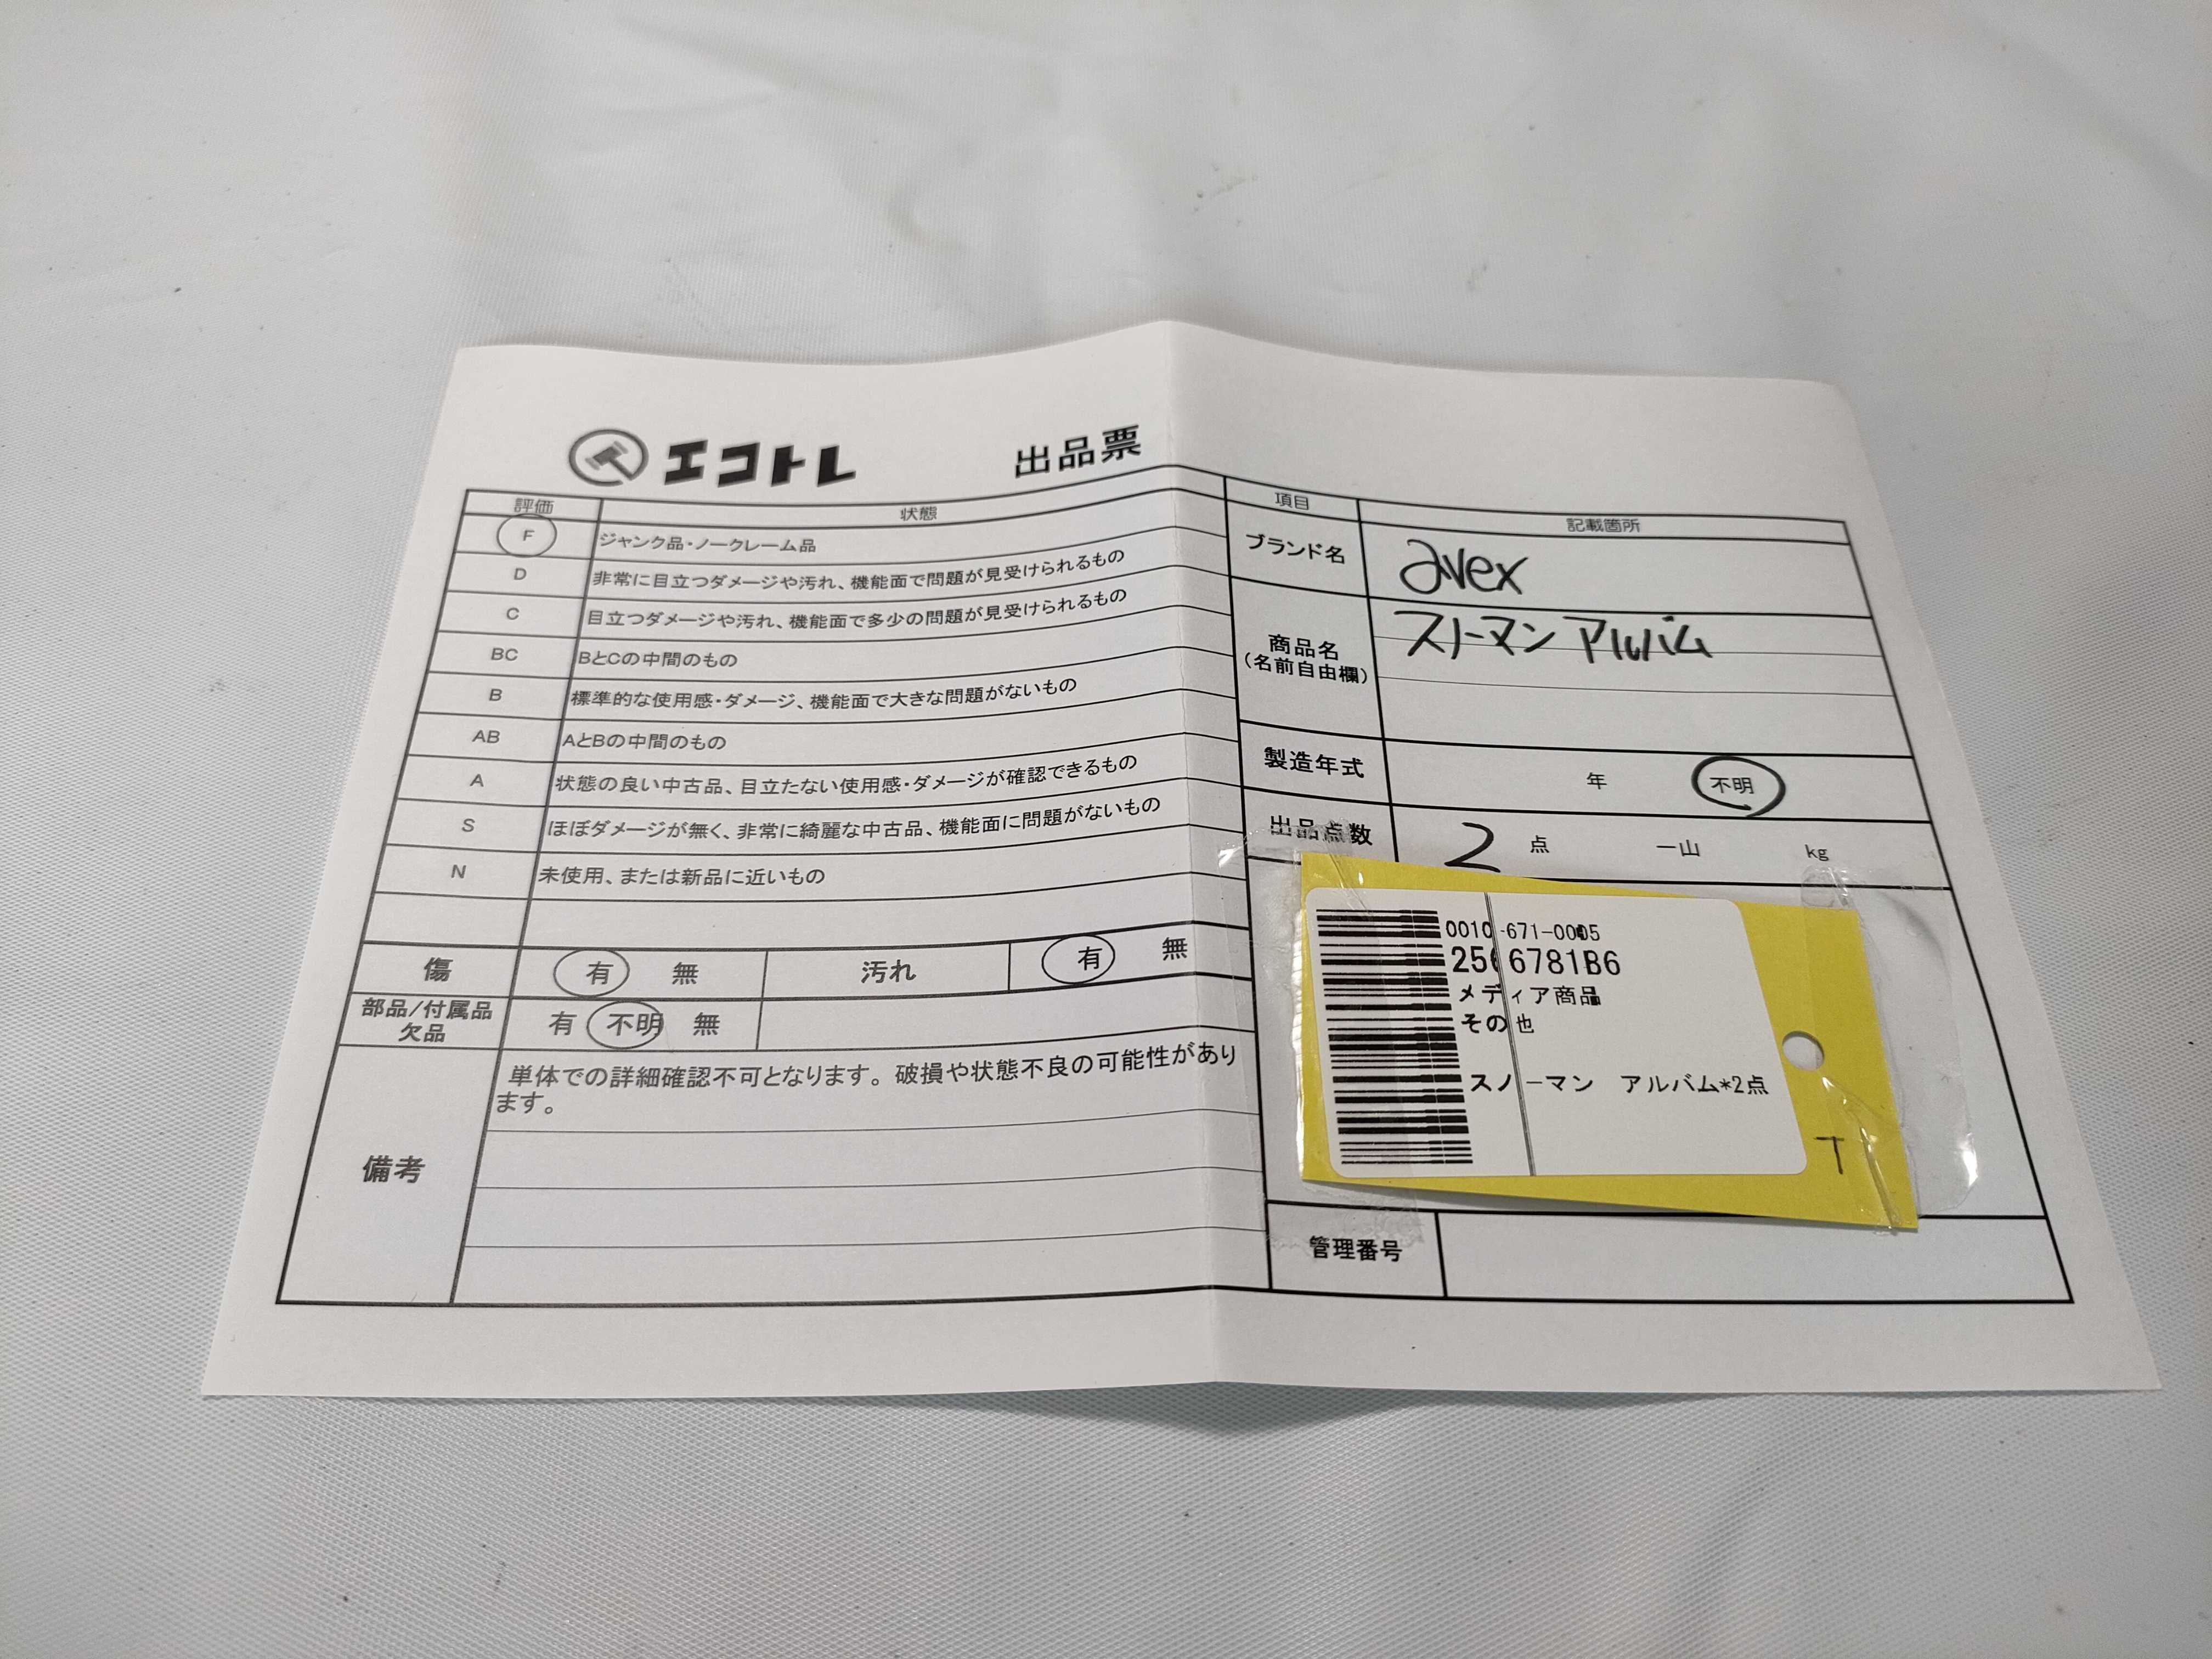 エコトレ 出品票
評価 状態
F ジャンク品・ノークレーム品
D 非常に目立つダメージや汚れ、機能面で問題が見受けられるもの
C 目立つダメージや汚れ、機能面で多少の問題が見受けられるもの
BC BとCの中間のもの
B 標準的な使用感・ダメージ、機能面で大きな問題がないもの
AB AとBの中間のもの
A 状態の良い中古品、目立たない使用感・ダメージが確認できるもの
S ほぼダメージが無く、非常に綺麗な中古品、機能面に問題がないもの
N 未使用、または新品に近いもの
傷 有 無 汚れ 有 無
部品/付属品
欠品
有 不明 無
備考
単体での詳細確認不可となります。破損や状態不良の可能性があり
ます。
項目 記載箇所
ブランド名 avex
商品名
(名前自由欄)
スノーマン アルバム
製造年式 年 不明
出品点数 2 点 一山 kg
メディア商品
スノーマン アルバム*2点
T
管理番号